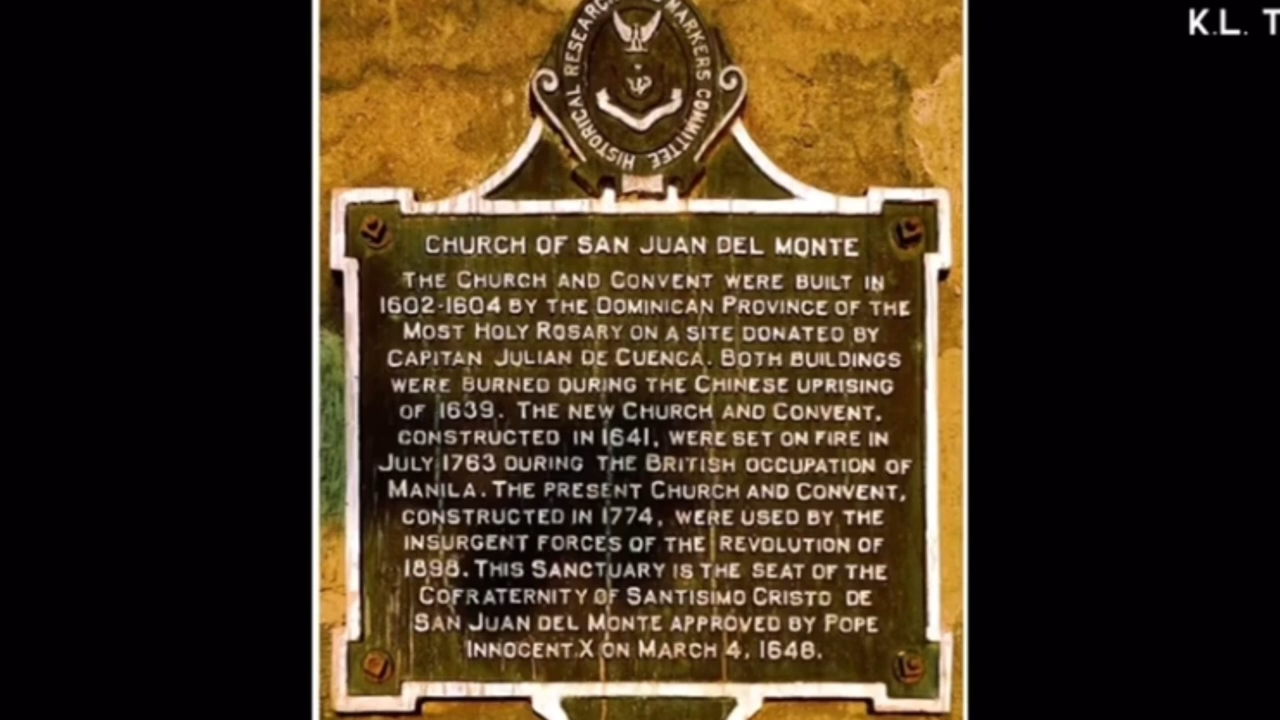 K.L. T
HISTORICAL RESEARCH MARKERS COMMITTEE
CHURCH OF SAN JUAN DEL MONTE
THE CHURCH AND CONVENT WERE BUILT IN
1602-1604 BY THE DOMINICAN PROVINCE OF THE
MOST HOLY ROSARY ON A SITE DONATED BY
CAPITAN JULIAN DE CUENCA. BOTH BUILDINGS
WERE BURNED DURING THE CHINESE UPRISING
OF 1639. THE NEW CHURCH AND CONVENT,
CONSTRUCTED IN 1641, WERE SET ON FIRE IN
JULY 1763 DURING THE BRITISH OCCUPATION OF
MANILA. THE PRESENT CHURCH AND CONVENT,
CONSTRUCTED IN 1774, WERE USED BY THE
INSURGENT FORCES OF THE REVOLUTION OF
1898. THIS SANCTUARY IS THE SEAT OF THE
COFRATERNITY OF SANTISIMO CRISTO DE
SAN JUAN DEL MONTE APPROVED BY POPE
INNOCENT X ON MARCH 4, 1648.